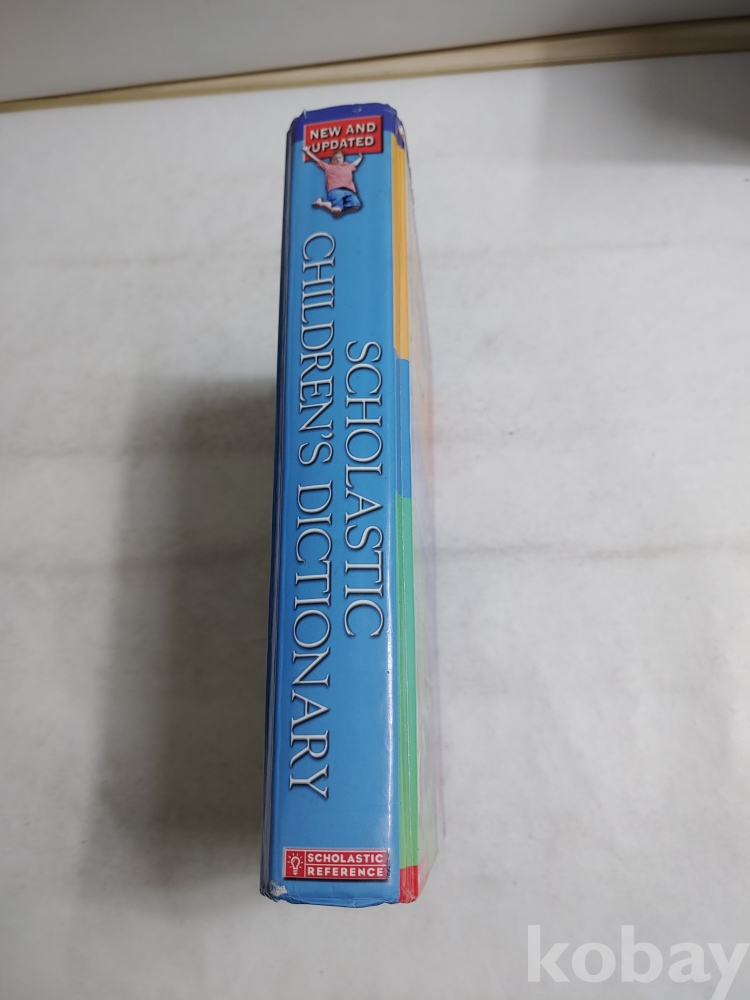 NEW AND
UPDATED
SCHOLASTIC
CHILDREN'S DICTIONARY
SCHOLASTIC
REFERENCE
kobay